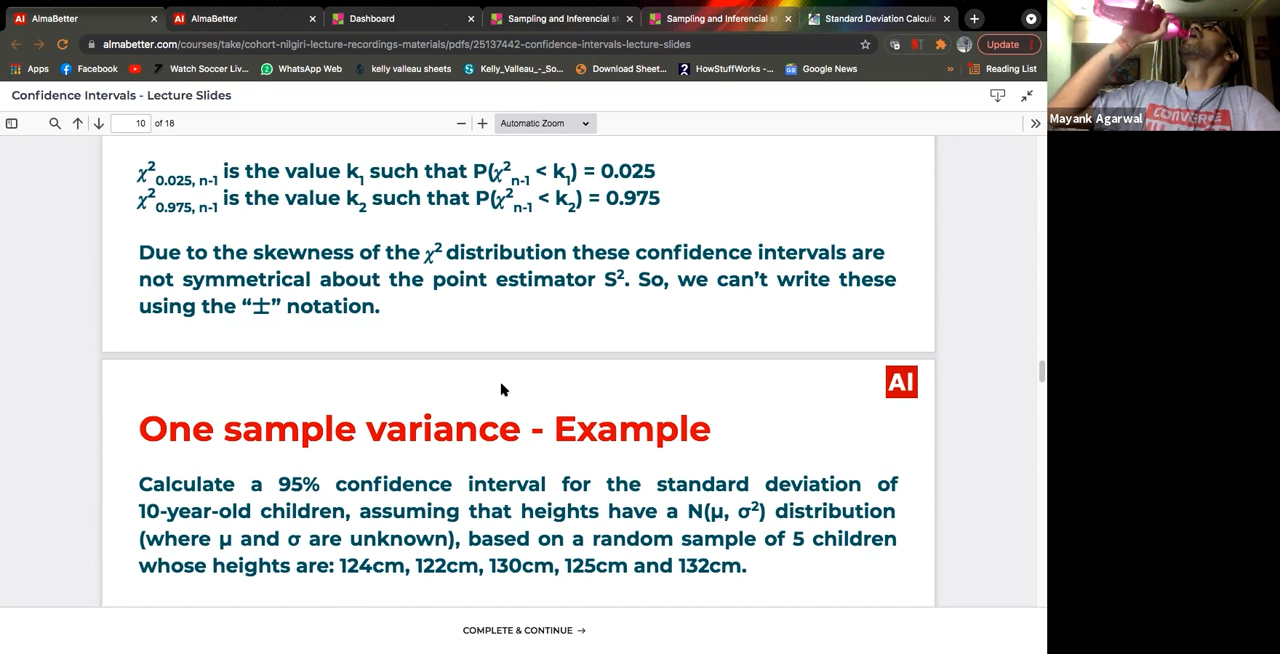 AlmaBetter
AlmaBetter
Dashboard
Sampling and Inferencial s
Sampling and Inferencial s
Standard Deviation Calcula
almabetter.com/courses/take/cohort-nilgiri-lecture-recordings-materials/pdfs/25137442-confidence-intervals-lecture-slides
Update
Apps
Facebook
Watch Soccer Liv...
WhatsApp Web
kelly valleau sheets
Kelly_Valleau_-_So...
Download Sheet...
HowStuffWorks -...
Google News
»
Reading List
Confidence Intervals - Lecture Slides
10 of 18
Automatic Zoom
χ²0.025, n-1 is the value k1 such that P(χ²n-1 < k1) = 0.025
χ²0.975, n-1 is the value k2 such that P(χ²n-1 < k2) = 0.975
Due to the skewness of the χ² distribution these confidence intervals are
not symmetrical about the point estimator S². So, we can't write these
using the "±" notation.
AI
One sample variance - Example
Calculate a 95% confidence interval for the standard deviation of
10-year-old children, assuming that heights have a N(μ, σ²) distribution
(where μ and σ are unknown), based on a random sample of 5 children
whose heights are: 124cm, 122cm, 130cm, 125cm and 132cm.
COMPLETE & CONTINUE →
Mayank Agarwal
CONVERSE